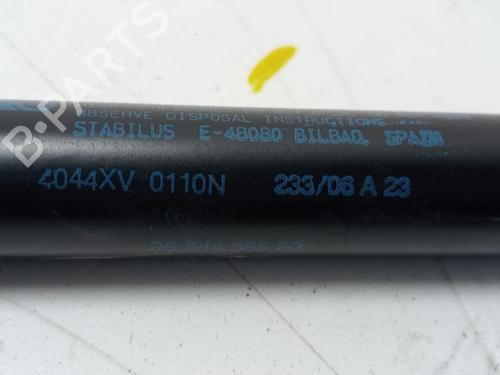 OBSERVE DISPOSAL INSTRUCTIONS
STABILUS E-48080 BILBAO, SPAIN
4044XV 0110N 233/06 A 23
B-PARTS